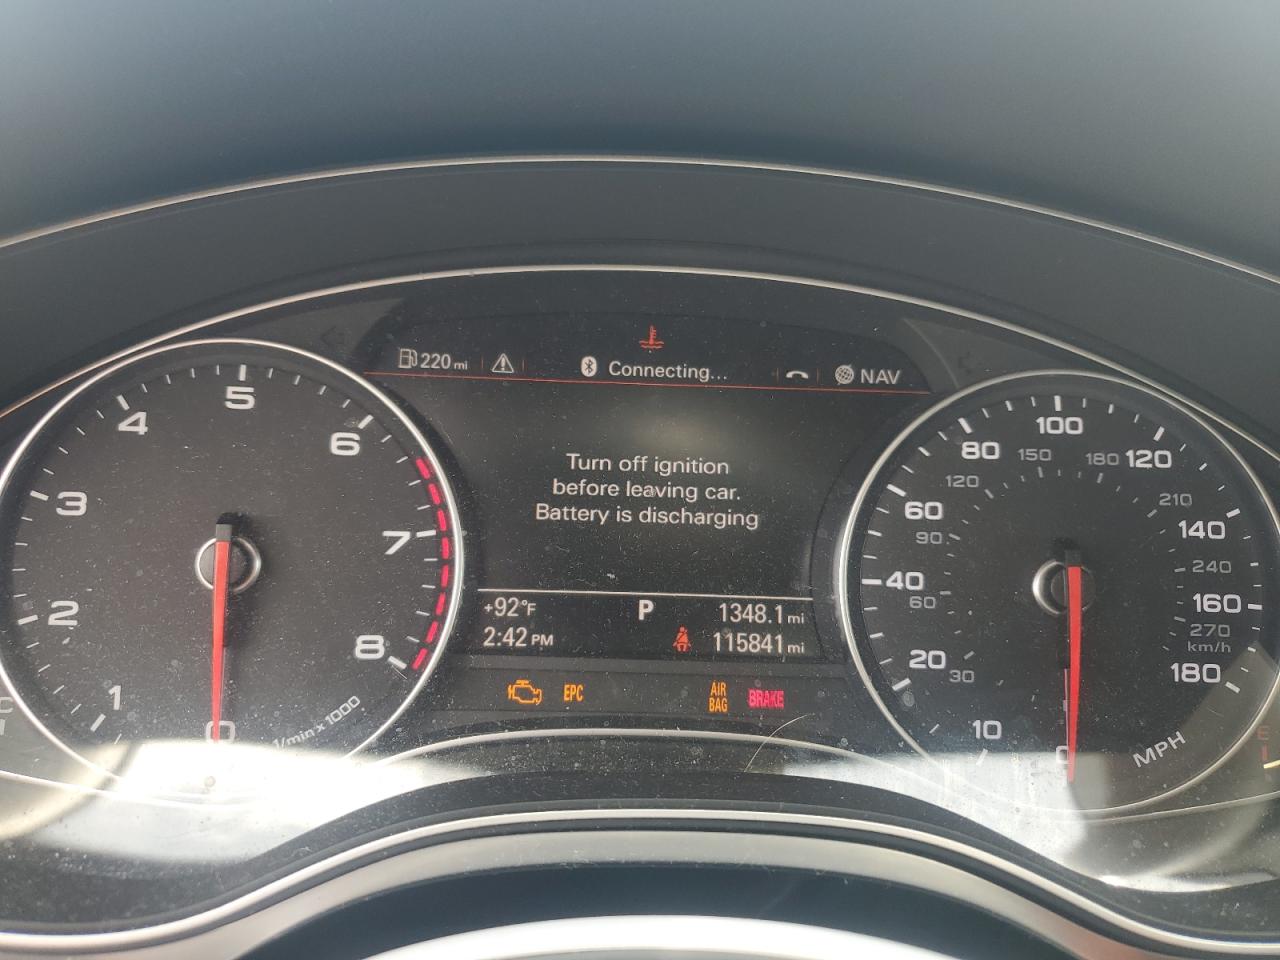 220 mi
Connecting...
NAV
Turn off ignition
before leaving car.
Battery is discharging
+92°F
P
1348.1 mi
2:42 PM
115841 mi
EPC
AIR
BAG
BRAKE
0
1
2
3
4
5
6
7
8
1/min x 1000
0
10
20
40
60
80
100
120
140
160
180
30
60
90
120
150
180
210
240
270
km/h
MPH
C
E